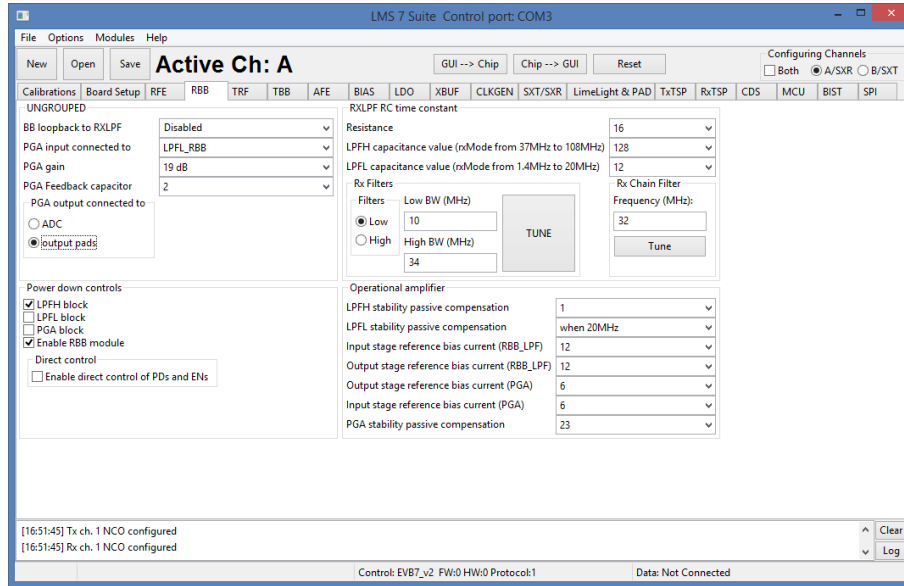 LMS 7 Suite Control port: COM3
File Options Modules Help
New Open Save Active Ch: A GUI --> Chip Chip --> GUI Reset
Configuring Channels
Both A/SXR B/SXT
Calibrations Board Setup RFE RBB TRF TBB AFE BIAS LDO XBUF CLKGEN SXT/SXR LimeLight & PAD TxTSP RxTSP CDS MCU BIST SPI
UNGROUPED
BB loopback to RXLPF Disabled
PGA input connected to LPFL_RBB
PGA gain 19 dB
PGA Feedback capacitor 2
PGA output connected to
ADC
output pads
RXLPF RC time constant
Resistance 16
LPFH capacitance value (rxMode from 37MHz to 108MHz) 128
LPFL capacitance value (rxMode from 1.4MHz to 20MHz) 12
Rx Filters
Filters
Low
High
Low BW (MHz)
10
High BW (MHz)
34
TUNE
Rx Chain Filter
Frequency (MHz):
32
Tune
Power down controls
LPFH block
LPFL block
PGA block
Enable RBB module
Direct control
Enable direct control of PDs and ENs
Operational amplifier
LPFH stability passive compensation 1
LPFL stability passive compensation when 20MHz
Input stage reference bias current (RBB_LPF) 12
Output stage reference bias current (RBB_LPF) 12
Output stage reference bias current (PGA) 6
Input stage reference bias current (PGA) 6
PGA stability passive compensation 23
[16:51:45] Tx ch. 1 NCO configured
[16:51:45] Rx ch. 1 NCO configured
Clear
Log
Control: EVB7_v2 FW:0 HW:0 Protocol:1 Data: Not Connected